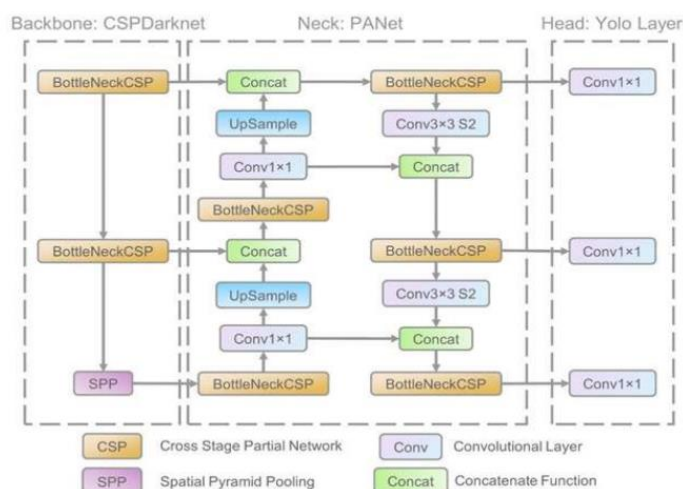 Backbone: CSPDarknet
Neck: PANet
Head: Yolo Layer
BottleNeckCSP
Concat
BottleNeckCSP
Conv1×1
UpSample
Conv3×3 S2
Conv1×1
Concat
BottleNeckCSP
BottleNeckCSP
Concat
BottleNeckCSP
Conv1×1
UpSample
Conv3×3 S2
Conv1×1
Concat
SPP
BottleNeckCSP
BottleNeckCSP
Conv1×1
CSP
Cross Stage Partial Network
Conv
Convolutional Layer
SPP
Spatial Pyramid Pooling
Concat
Concatenate Function